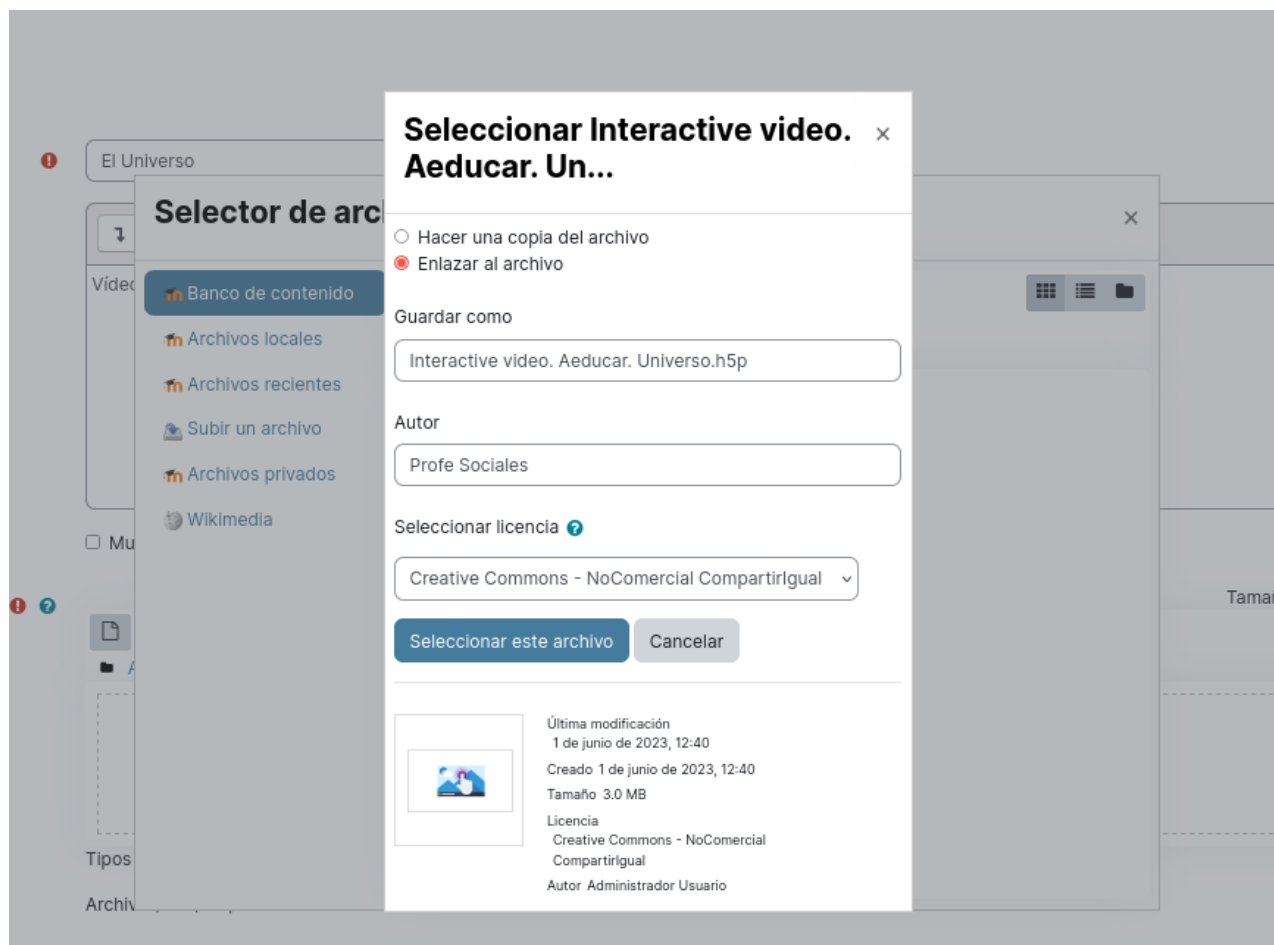 Seleccionar Interactive video.
Aeducar. Un...
×
El Universo
Selector de arc
×
Hacer una copia del archivo
Enlazar al archivo
Banco de contenido
Archivos locales
Archivos recientes
Subir un archivo
Archivos privados
Wikimedia
Guardar como
Interactive video. Aeducar. Universo.h5p
Autor
Profe Sociales
Seleccionar licencia
Creative Commons - NoComercial CompartirIgual
Seleccionar este archivo Cancelar
Última modificación
1 de junio de 2023, 12:40
Creado 1 de junio de 2023, 12:40
Tamaño 3.0 MB
Licencia
Creative Commons - NoComercial
CompartirIgual
Autor Administrador Usuario
Tipos